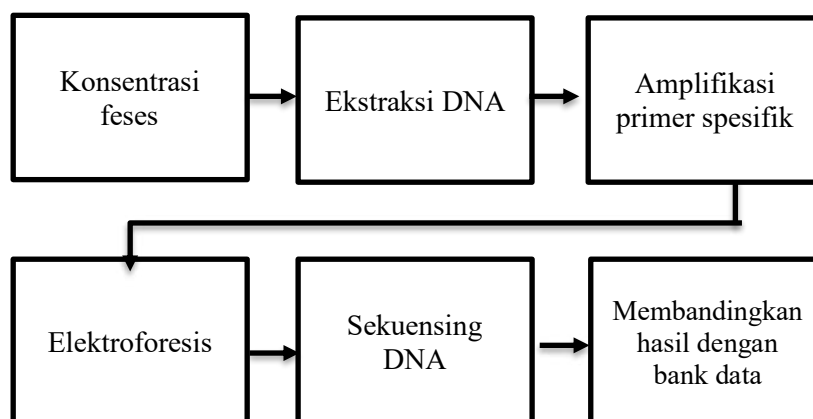 Konsentrasi
feses
Ekstraksi DNA
Amplifikasi
primer spesifik
Elektroforesis
Sekuensing
DNA
Membandingkan
hasil dengan
bank data